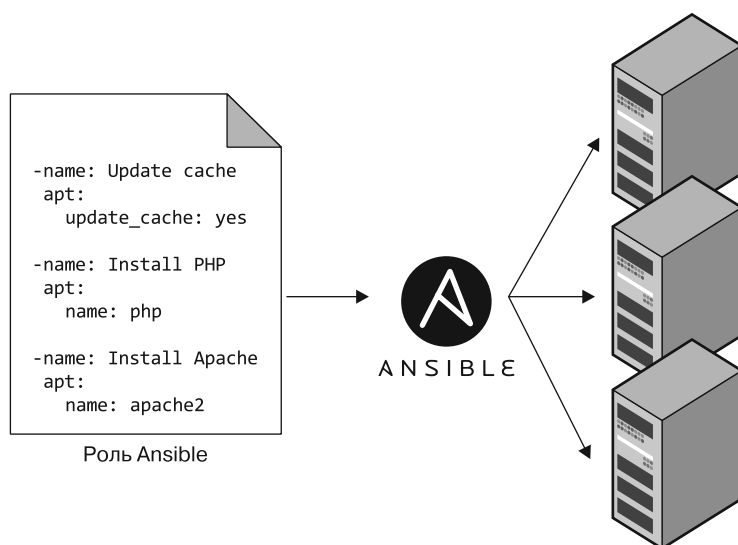 -name: Update cache
apt:
update_cache: yes
-name: Install PHP
apt:
name: php
-name: Install Apache
apt:
name: apache2
Роль Ansible
ANSIBLE